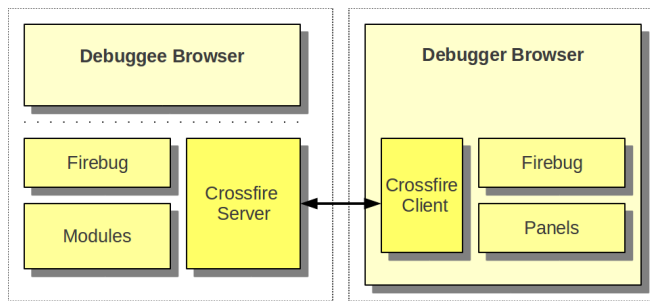 Debuggee Browser
Firebug
Modules
Crossfire
Server
Debugger Browser
Crossfire
Client
Firebug
Panels